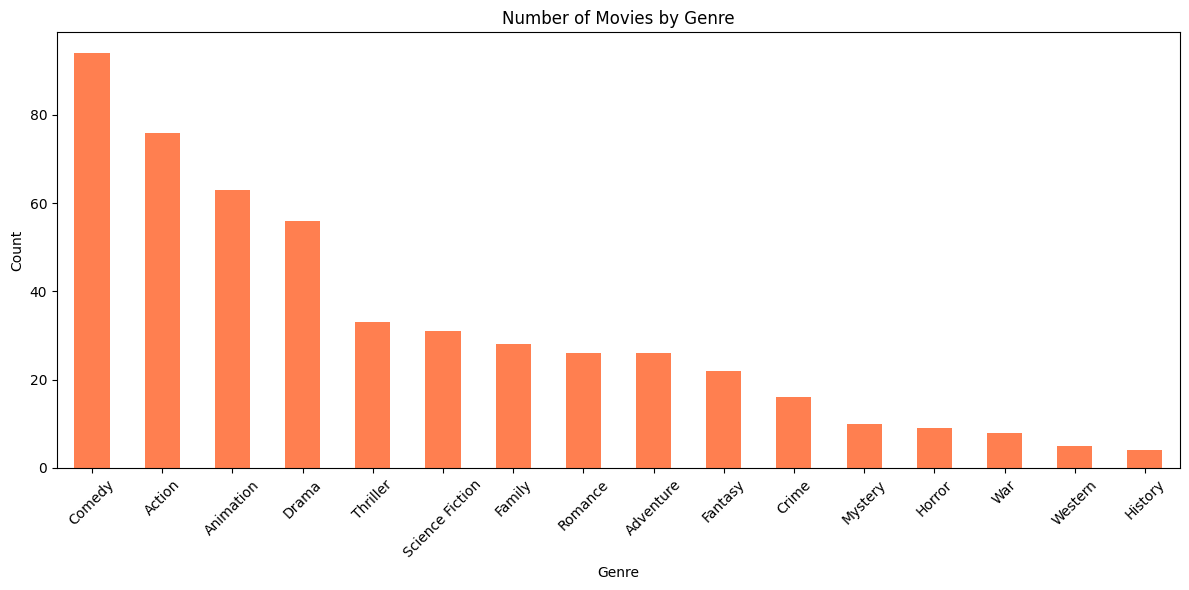 Number of Movies by Genre
Count
80
60
40
20
0
Comedy
Action
Animation
Drama
Thriller
Science Fiction
Family
Romance
Adventure
Fantasy
Crime
Mystery
Horror
War
Western
History
Genre